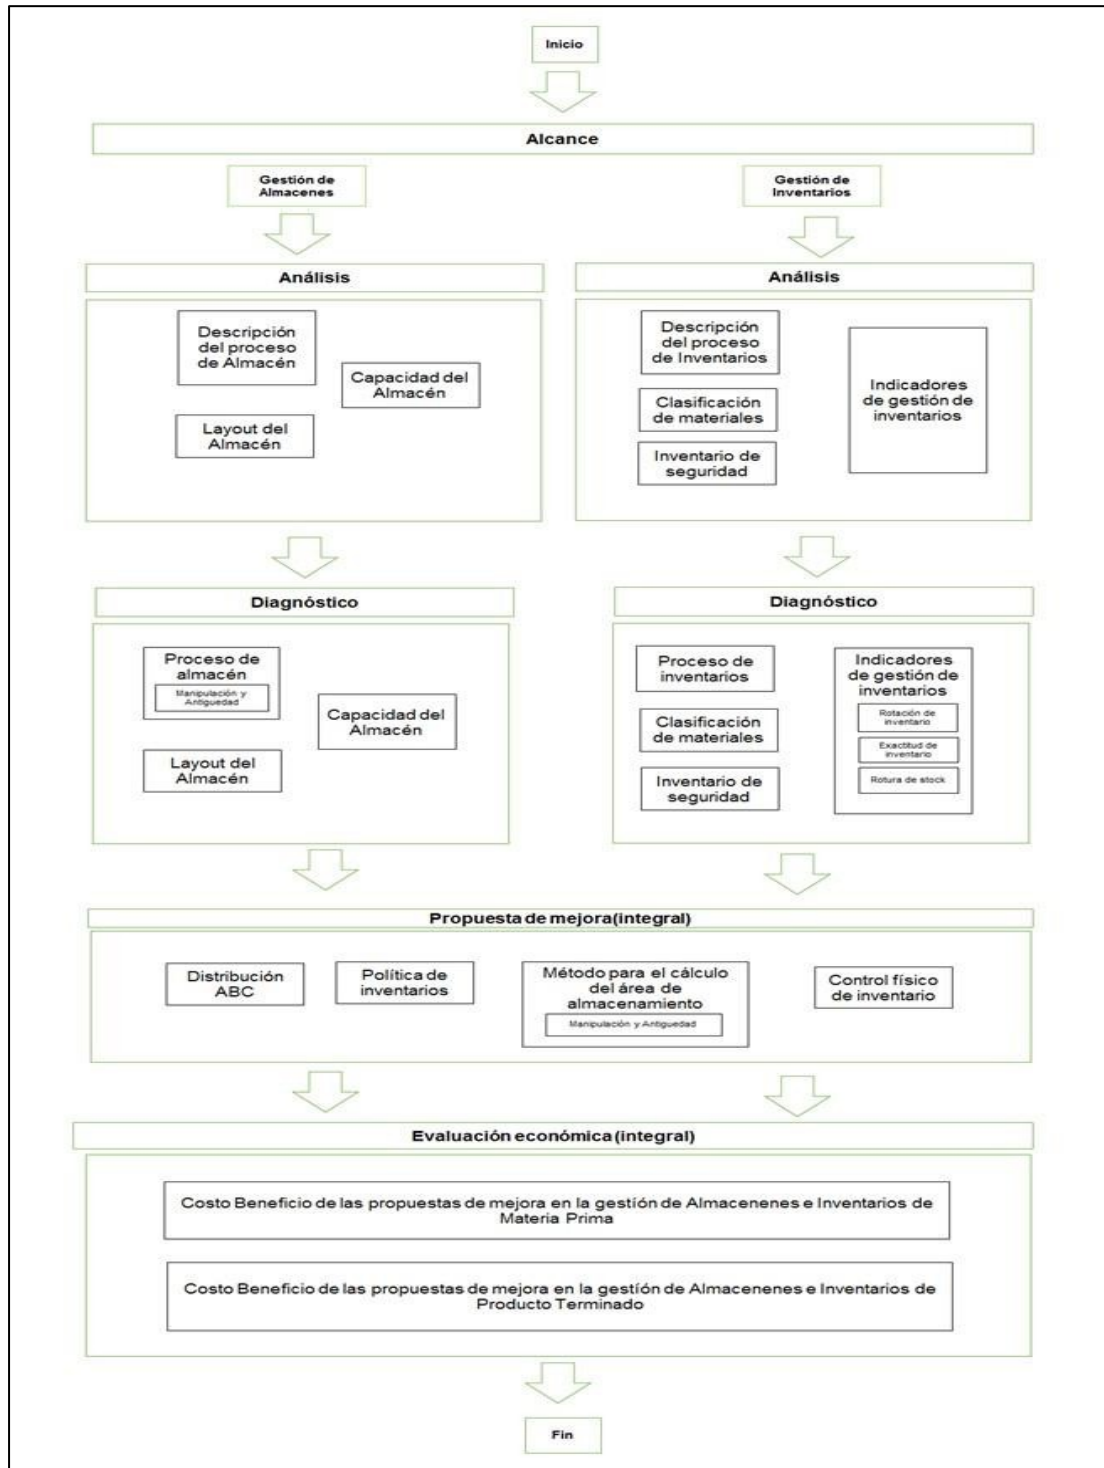 Inicio
Alcance
Gestión de
Almacenes
Gestión de
Inventarios
Análisis
Descripción
del proceso
de Almacén
Capacidad del
Almacén
Layout del
Almacén
Análisis
Descripción
del proceso
de Inventarios
Clasificación
de materiales
Inventario de
seguridad
Indicadores
de gestión de
inventarios
Diagnóstico
Proceso de
almacén
Manipulación y
Antiguedad
Capacidad del
Almacén
Layout del
Almacén
Diagnóstico
Proceso de
inventarios
Clasificación
de materiales
Inventario de
seguridad
Indicadores
de gestión de
inventarios
Rotación de
inventario
Exactitud de
inventario
Rotura de stock
Propuesta de mejora(integral)
Distribución
ABC
Política de
inventarios
Método para el cálculo
del área de
almacenamiento
Manipulación y Antiguedad
Control físico
de inventario
Evaluación económica (integral)
Costo Beneficio de las propuestas de mejora en la gestíón de Almacenenes e Inventarios de
Materia Prima
Costo Beneficio de las propuestas de mejora en la gestíón de Almacenenes e Inventarios de
Producto Terminado
Fin